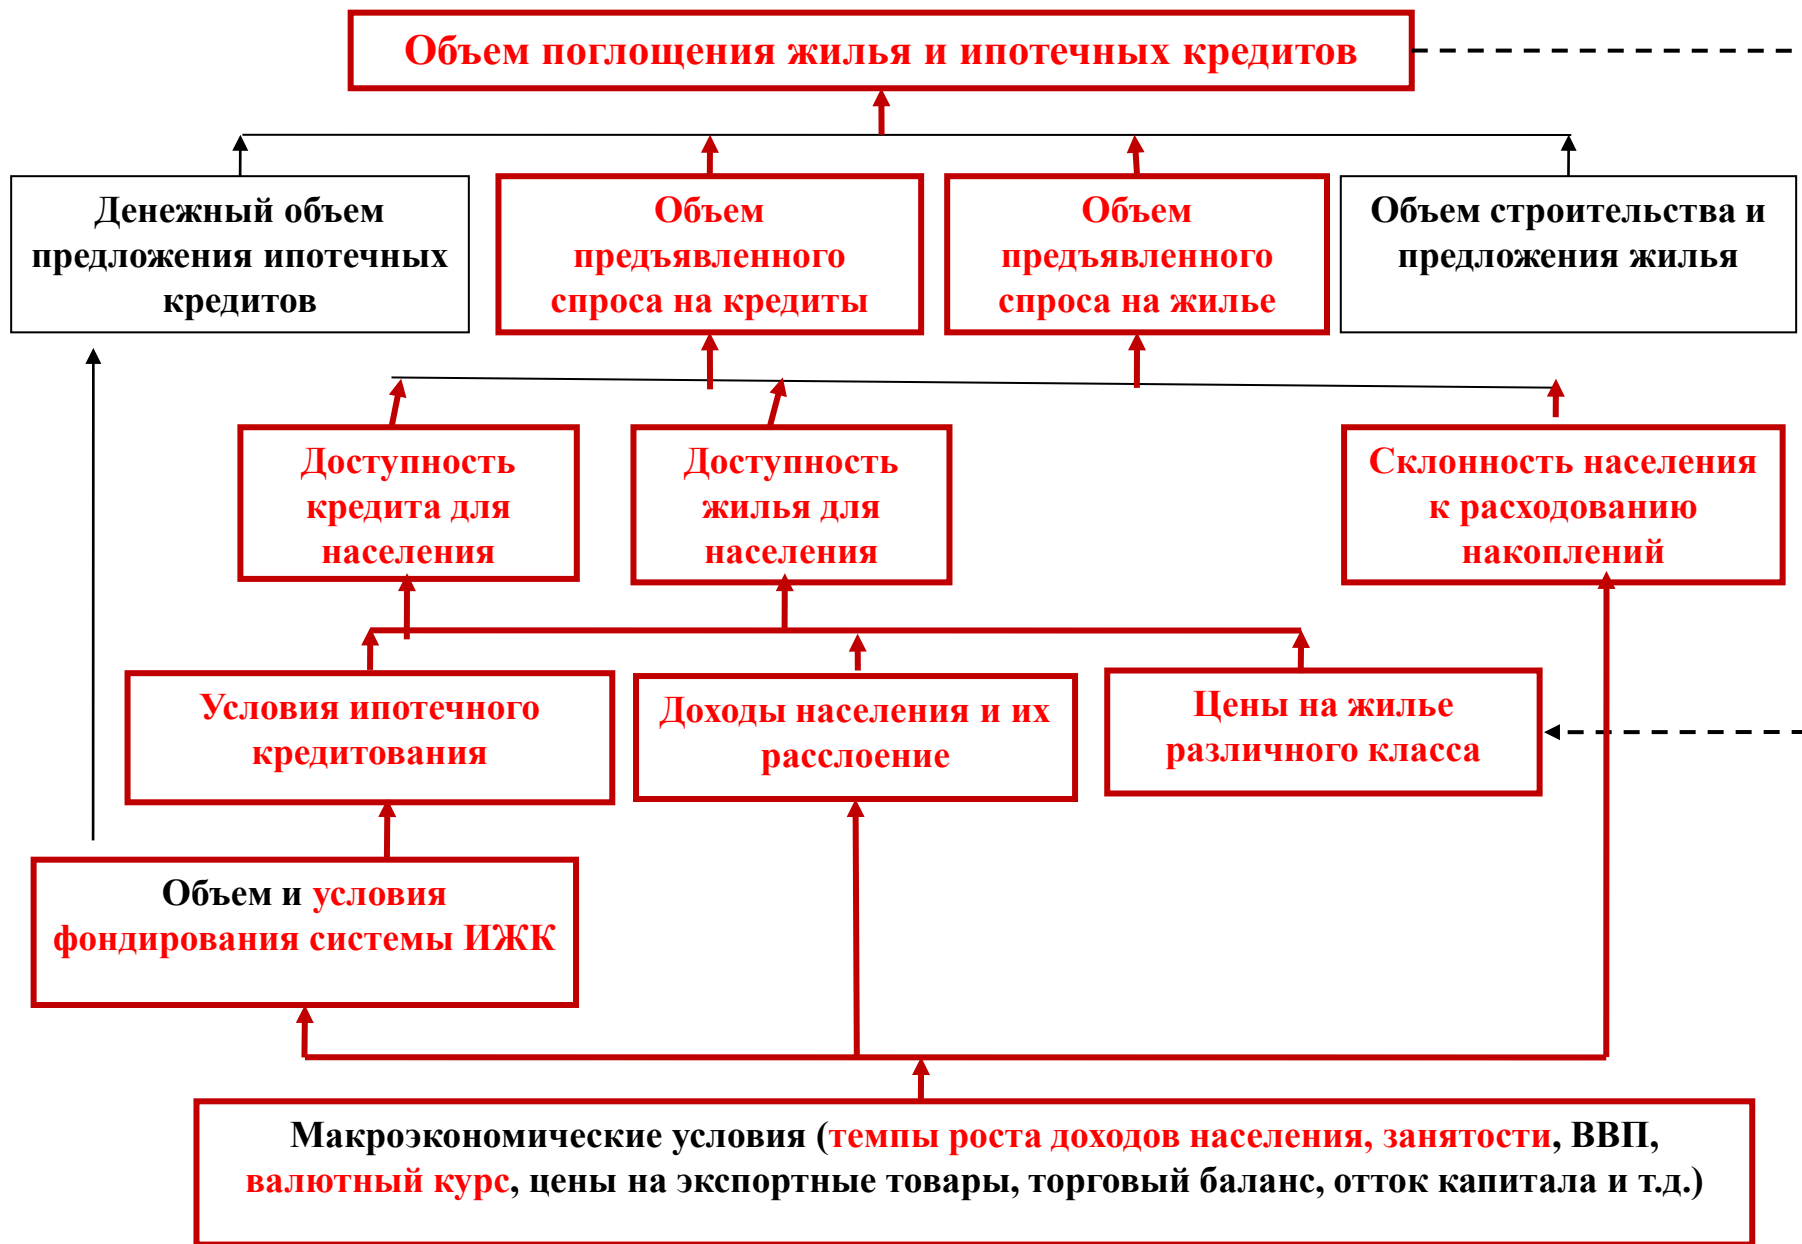 Объем поглощения жилья и ипотечных кредитов
Денежный объем
предложения ипотечных
кредитов
Объем
предъявленного
спроса на кредиты
Объем
предъявленного
спроса на жилье
Объем строительства и
предложения жилья
Доступность
кредита для
населения
Доступность
жилья для
населения
Склонность населения
к расходованию
накоплений
Условия ипотечного
кредитования
Доходы населения и их
расслоение
Цены на жилье
различного класса
Объем и условия
фондирования системы ИЖК
Макроэкономические условия (темпы роста доходов населения, занятости, ВВП,
валютный курс, цены на экспортные товары, торговый баланс, отток капитала и т.д.)